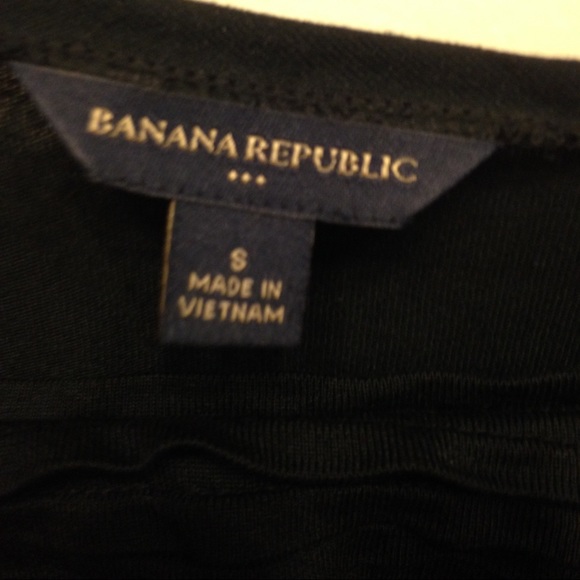 BANANA REPUBLIC
•••
S
MADE IN
VIETNAM